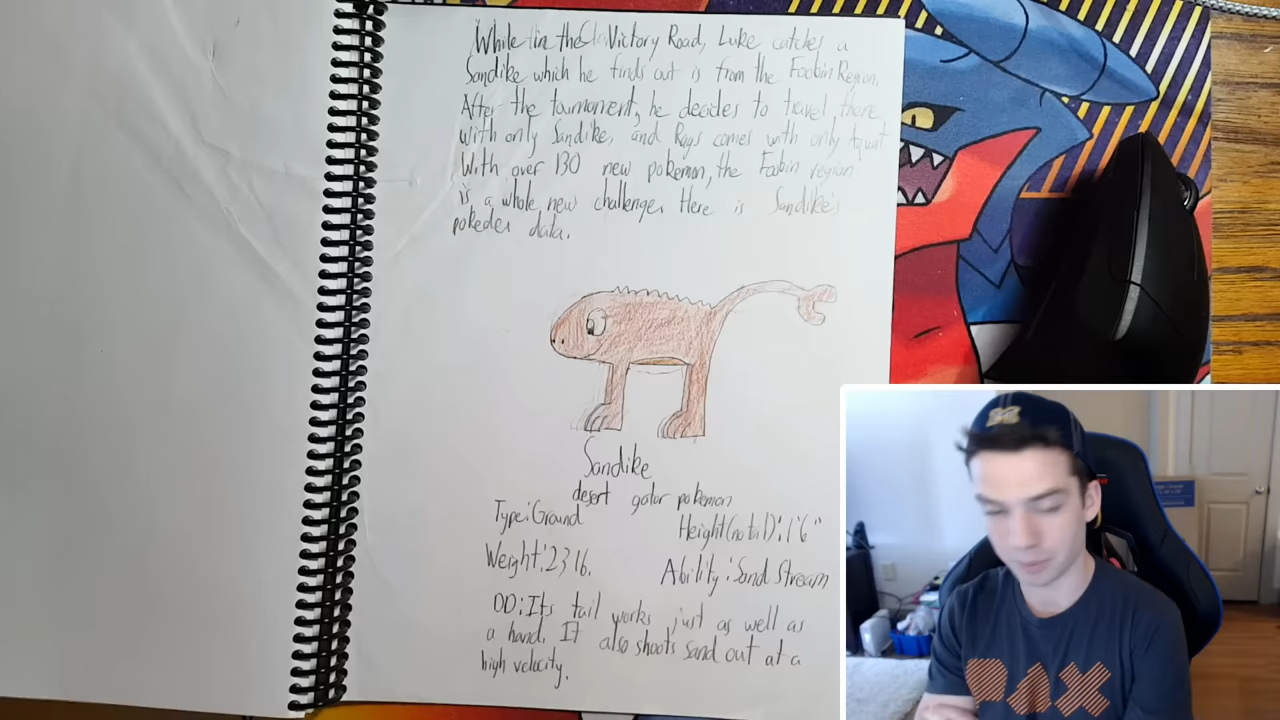 While in the Victory Road, Luke catches a
Sandike which he finds out is from the Foobin Region.
After the tournament, he decides to travel there
with only Sandike, and Rays comes with only
With over 130 new pokemon, the Foobin region
is a whole new challenge. Here is Sandike's
pokedex data.
Sandike
desert gator pokemon
Type: Ground
Height (no tail): 1'6"
Weight: 23 lb.
Ability: Sand Stream
DD: Its tail works just as well as
a hand. It also shoots sand out at a
high velocity.
PAX